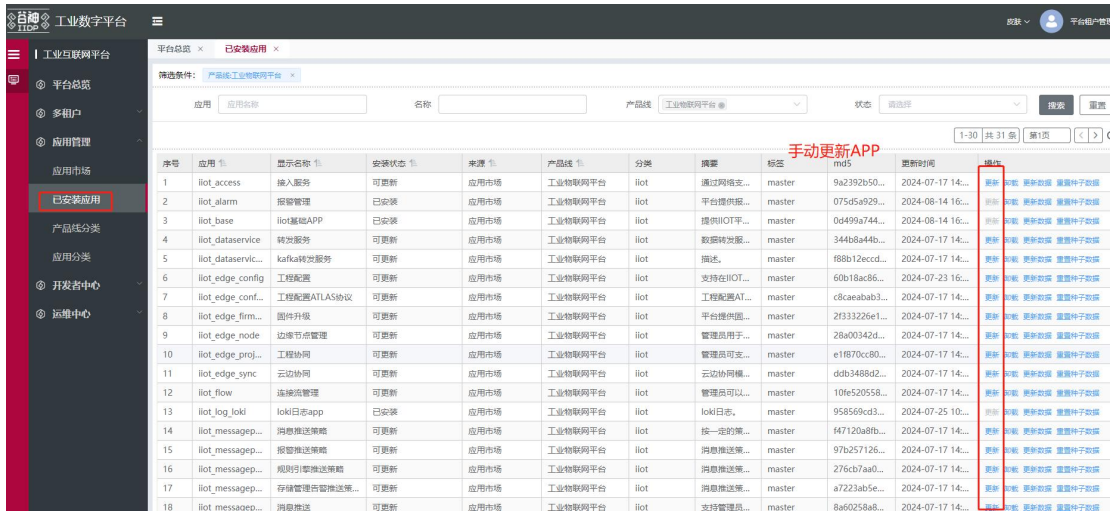 谷神 IIDP 工业数字平台
皮肤 平台租户管理
工业互联网平台
平台总览
多租户
应用管理
应用市场
已安装应用
产品线分类
应用分类
开发者中心
运维中心
平台总览 × 已安装应用 ×
筛选条件： 产品线:工业物联网平台 ×
应用 应用名称 名称 产品线 工业物联网平台 状态 请选择 搜索 重置
1-30 共 31 条 第1页 < >
手动更新APP
序号 应用 显示名称 安装状态 来源 产品线 分类 摘要 标签 md5 更新时间 操作
1 iiot_access 接入服务 可更新 应用市场 工业物联网平台 iiot 通过网络支... master 9a2392b50... 2024-07-17 14:... 更新 卸载 更新数据 重置种子数据
2 iiot_alarm 报警管理 已安装 应用市场 工业物联网平台 iiot 平台提供报... master 075d5a929... 2024-08-14 16:... 更新 卸载 更新数据 重置种子数据
3 iiot_base iiot基础APP 已安装 应用市场 工业物联网平台 iiot 提供IIOT平... master 0d499a744... 2024-08-14 16:... 更新 卸载 更新数据 重置种子数据
4 iiot_dataservice 转发服务 可更新 应用市场 工业物联网平台 iiot 数据转发服... master 344b8a44b... 2024-07-17 14:... 更新 卸载 更新数据 重置种子数据
5 iiot_dataservic... kafka转发服务 可更新 应用市场 工业物联网平台 iiot 描述。 master f88b12eccd... 2024-07-17 14:... 更新 卸载 更新数据 重置种子数据
6 iiot_edge_config 工程配置 可更新 应用市场 工业物联网平台 iiot 支持在IIOT... master 60b18ac86... 2024-07-23 16:... 更新 卸载 更新数据 重置种子数据
7 iiot_edge_conf... 工程配置ATLAS协议 可更新 应用市场 工业物联网平台 iiot 工程配置AT... master c8caeabab3... 2024-07-17 14:... 更新 卸载 更新数据 重置种子数据
8 iiot_edge_firm... 固件升级 可更新 应用市场 工业物联网平台 iiot 平台提供固... master 2f333226e1... 2024-07-17 14:... 更新 卸载 更新数据 重置种子数据
9 iiot_edge_node 边缘节点管理 可更新 应用市场 工业物联网平台 iiot 管理员用于... master 28a00342d... 2024-07-17 14:... 更新 卸载 更新数据 重置种子数据
10 iiot_edge_proj... 工程协同 可更新 应用市场 工业物联网平台 iiot 管理员可支... master e1f870cc80... 2024-07-17 14:... 更新 卸载 更新数据 重置种子数据
11 iiot_edge_sync 云边协同 可更新 应用市场 工业物联网平台 iiot 云边协同模... master ddb3488d2... 2024-07-17 14:... 更新 卸载 更新数据 重置种子数据
12 iiot_flow 连接流管理 可更新 应用市场 工业物联网平台 iiot 管理员可以... master 10fe520558... 2024-07-17 14:... 更新 卸载 更新数据 重置种子数据
13 iiot_log_loki loki日志app 已安装 应用市场 工业物联网平台 iiot loki日志。 master 958569cd3... 2024-07-25 10:... 更新 卸载 更新数据 重置种子数据
14 iiot_messagep... 消息推送策略 可更新 应用市场 工业物联网平台 iiot 按一定的策... master f47120a8fb... 2024-07-17 14:... 更新 卸载 更新数据 重置种子数据
15 iiot_messagep... 报警推送策略 可更新 应用市场 工业物联网平台 iiot 消息推送策... master 97b257126... 2024-07-17 14:... 更新 卸载 更新数据 重置种子数据
16 iiot_messagep... 规则引擎推送策略 可更新 应用市场 工业物联网平台 iiot 消息推送策... master 276cb7aa0... 2024-07-17 14:... 更新 卸载 更新数据 重置种子数据
17 iiot_messagep... 存储管理告警推送策... 可更新 应用市场 工业物联网平台 iiot 消息推送策... master a7223ab5e... 2024-07-17 14:... 更新 卸载 更新数据 重置种子数据
18 iiot_messagep... 消息推送 可更新 应用市场 工业物联网平台 iiot 支持管理员... master 8a60258a8... 2024-07-17 14:... 更新 卸载 更新数据 重置种子数据